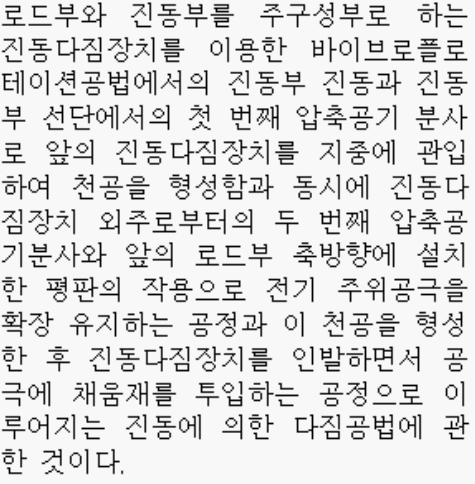 로드부와 진동부를 주구성부로 하는
진동다짐장치를 이용한 바이브로플로
테이션공법에서의 진동부 진동과 진동
부 선단에서의 첫 번째 압축공기 분사
로 앞의 진동다짐장치를 지중에 관입
하여 천공을 형성함과 동시에 진동다
짐장치 외주로부터의 두 번째 압축공
기분사와 앞의 로드부 축방향에 설치
한 평판의 작용으로 전기 주위공극을
확장 유지하는 공정과 이 천공을 형성
한 후 진동다짐장치를 인발하면서 공
극에 채움재를 투입하는 공정으로 이
루어지는 진동에 의한 다짐공법에 관
한 것이다.